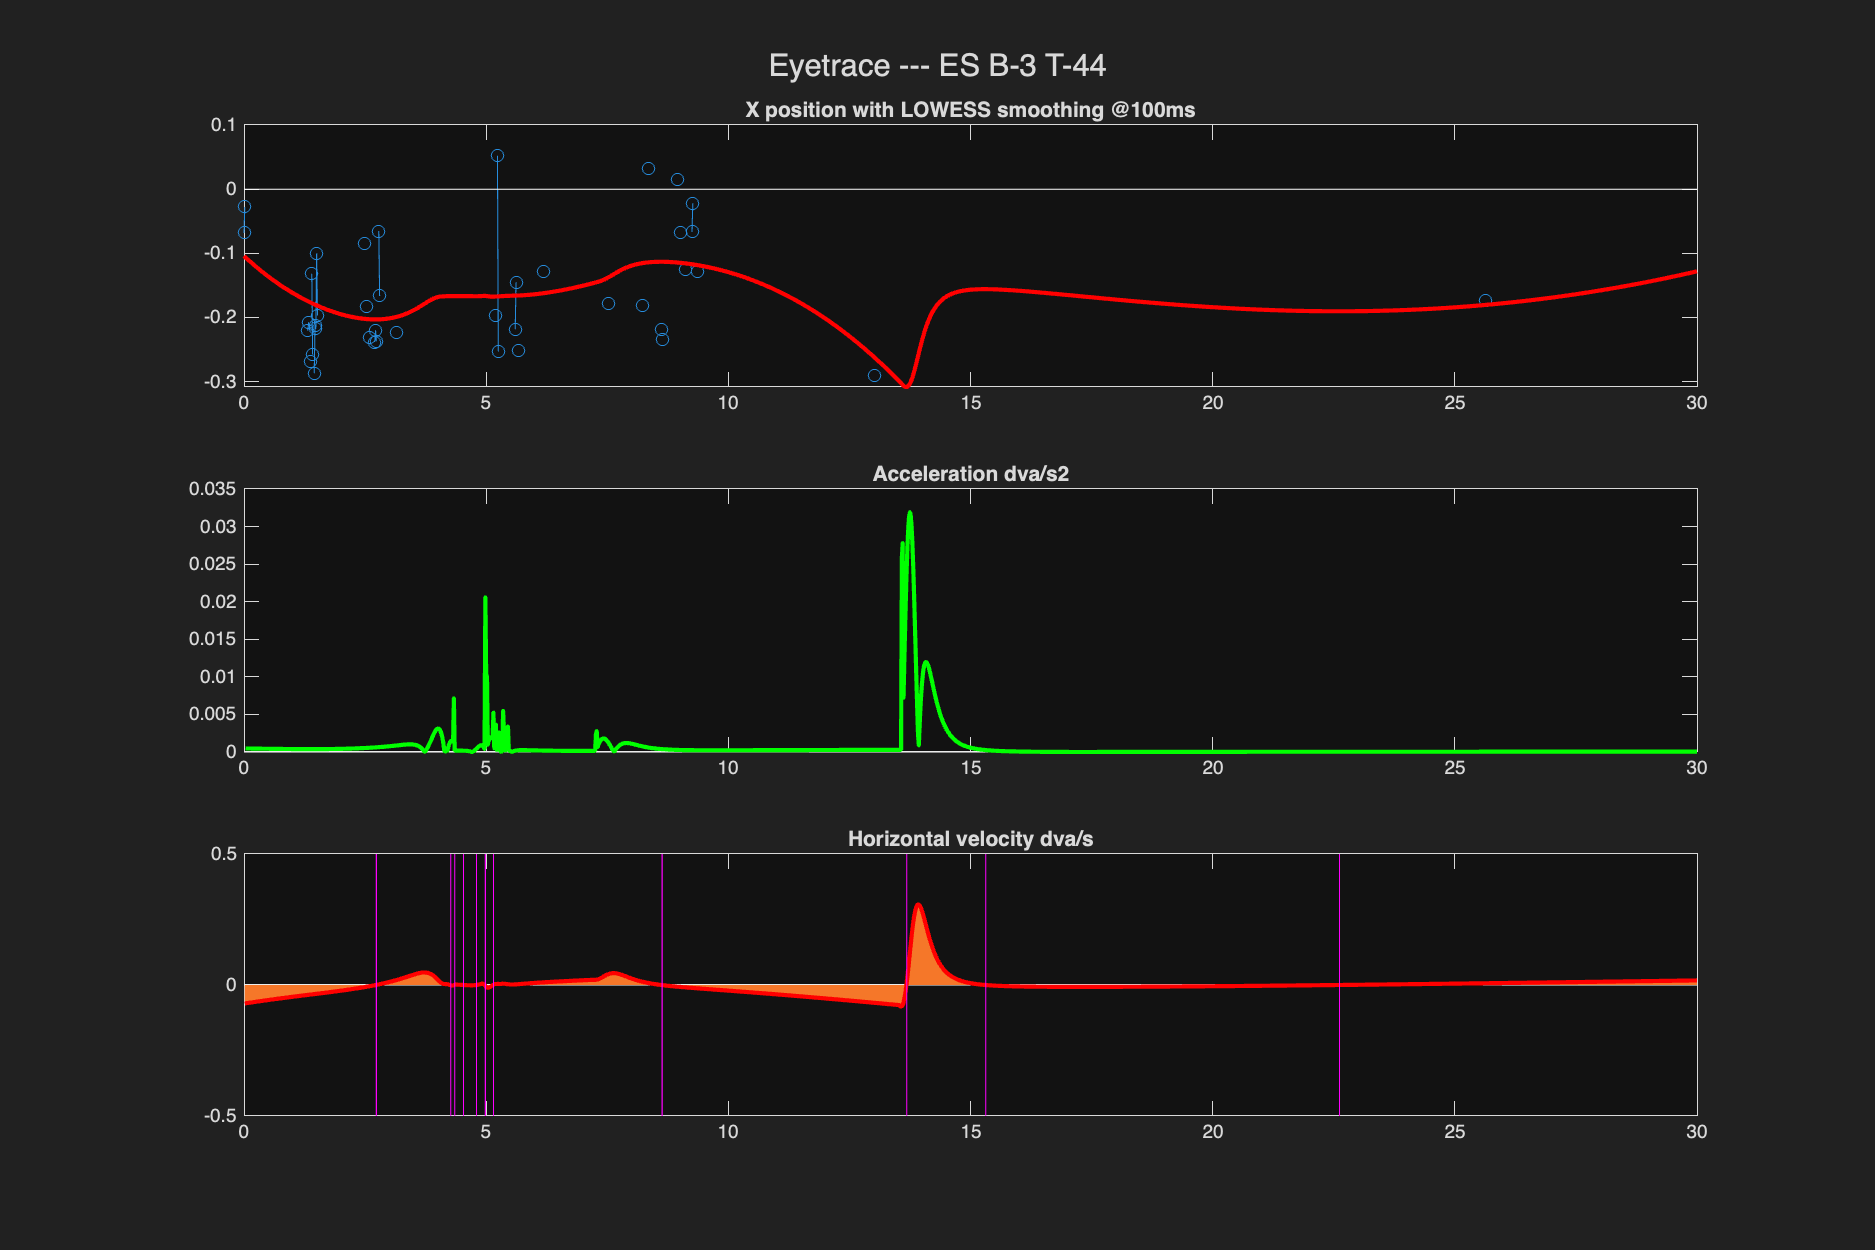 Eyetrace --- ES B-3 T-44
X position with LOWESS smoothing @100ms
0.1
0
-0.1
-0.2
-0.3
0 5 10 15 20 25 30
Acceleration dva/s2
0.035
0.03
0.025
0.02
0.015
0.01
0.005
0
0 5 10 15 20 25 30
Horizontal velocity dva/s
0.5
0
-0.5
0 5 10 15 20 25 30